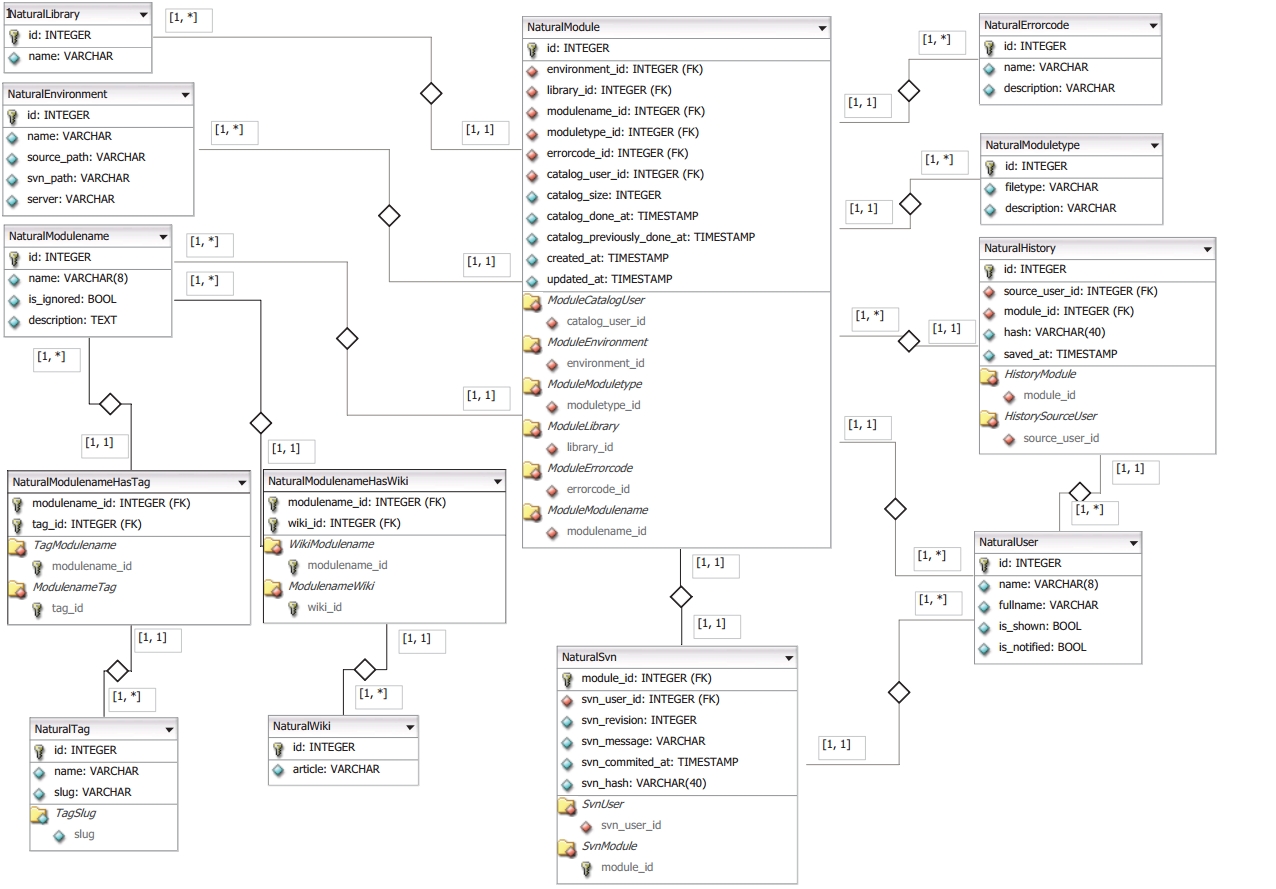 1NaturalLibrary
id: INTEGER
name: VARCHAR
[1, *]
NaturalEnvironment
id: INTEGER
name: VARCHAR
source_path: VARCHAR
svn_path: VARCHAR
server: VARCHAR
[1, *]
NaturalModulename
id: INTEGER
name: VARCHAR(8)
is_ignored: BOOL
description: TEXT
[1, *]
[1, *]
[1, *]
[1, 1]
[1, 1]
[1, 1]
[1, 1]
[1, 1]
NaturalModulenameHasTag
modulename_id: INTEGER (FK)
tag_id: INTEGER (FK)
TagModulename
modulename_id
ModulenameTag
tag_id
[1, 1]
[1, *]
NaturalTag
id: INTEGER
name: VARCHAR
slug: VARCHAR
TagSlug
slug
NaturalModulenameHasWiki
modulename_id: INTEGER (FK)
wiki_id: INTEGER (FK)
WikiModulename
modulename_id
ModulenameWiki
wiki_id
[1, 1]
[1, *]
NaturalWiki
id: INTEGER
article: VARCHAR
NaturalModule
id: INTEGER
environment_id: INTEGER (FK)
library_id: INTEGER (FK)
modulename_id: INTEGER (FK)
moduletype_id: INTEGER (FK)
errorcode_id: INTEGER (FK)
catalog_user_id: INTEGER (FK)
catalog_size: INTEGER
catalog_done_at: TIMESTAMP
catalog_previously_done_at: TIMESTAMP
created_at: TIMESTAMP
updated_at: TIMESTAMP
ModuleCatalogUser
catalog_user_id
ModuleEnvironment
environment_id
ModuleModuletype
moduletype_id
ModuleLibrary
library_id
ModuleErrorcode
errorcode_id
ModuleModulename
modulename_id
[1, 1]
[1, 1]
NaturalSvn
module_id: INTEGER (FK)
svn_user_id: INTEGER (FK)
svn_revision: INTEGER
svn_message: VARCHAR
svn_commited_at: TIMESTAMP
svn_hash: VARCHAR(40)
SvnUser
svn_user_id
SvnModule
module_id
[1, *]
[1, 1]
NaturalErrorcode
id: INTEGER
name: VARCHAR
description: VARCHAR
[1, *]
[1, 1]
NaturalModuletype
id: INTEGER
filetype: VARCHAR
description: VARCHAR
[1, *]
[1, 1]
NaturalHistory
id: INTEGER
source_user_id: INTEGER (FK)
module_id: INTEGER (FK)
hash: VARCHAR(40)
saved_at: TIMESTAMP
HistoryModule
module_id
HistorySourceUser
source_user_id
[1, 1]
[1, 1]
[1, *]
[1, *]
[1, *]
NaturalUser
id: INTEGER
name: VARCHAR(8)
fullname: VARCHAR
is_shown: BOOL
is_notified: BOOL
[1, 1]